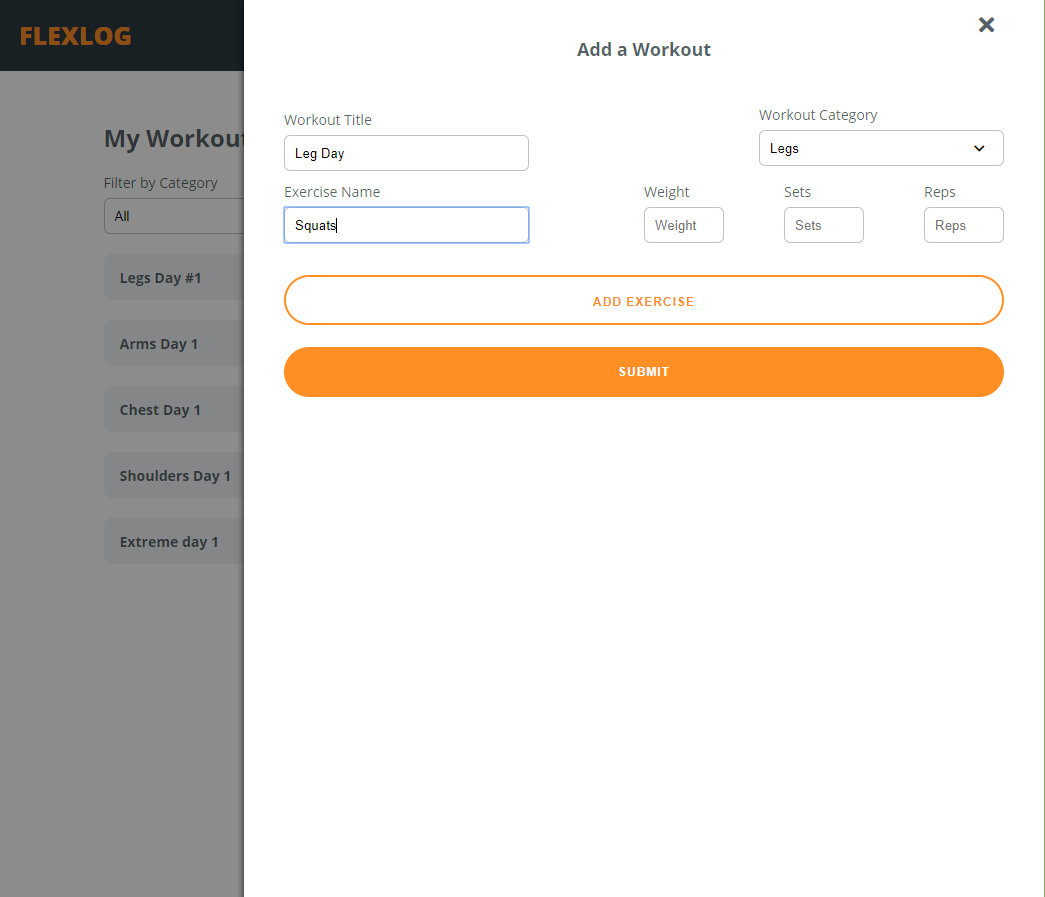 FLEXLOG
My Workout
Filter by Category
All
Legs Day #1
Arms Day 1
Chest Day 1
Shoulders Day 1
Extreme day 1
Add a Workout
Workout Title
Workout Category
Leg Day
Legs
Exercise Name
Weight
Sets
Reps
Squats
Weight
Sets
Reps
ADD EXERCISE
SUBMIT